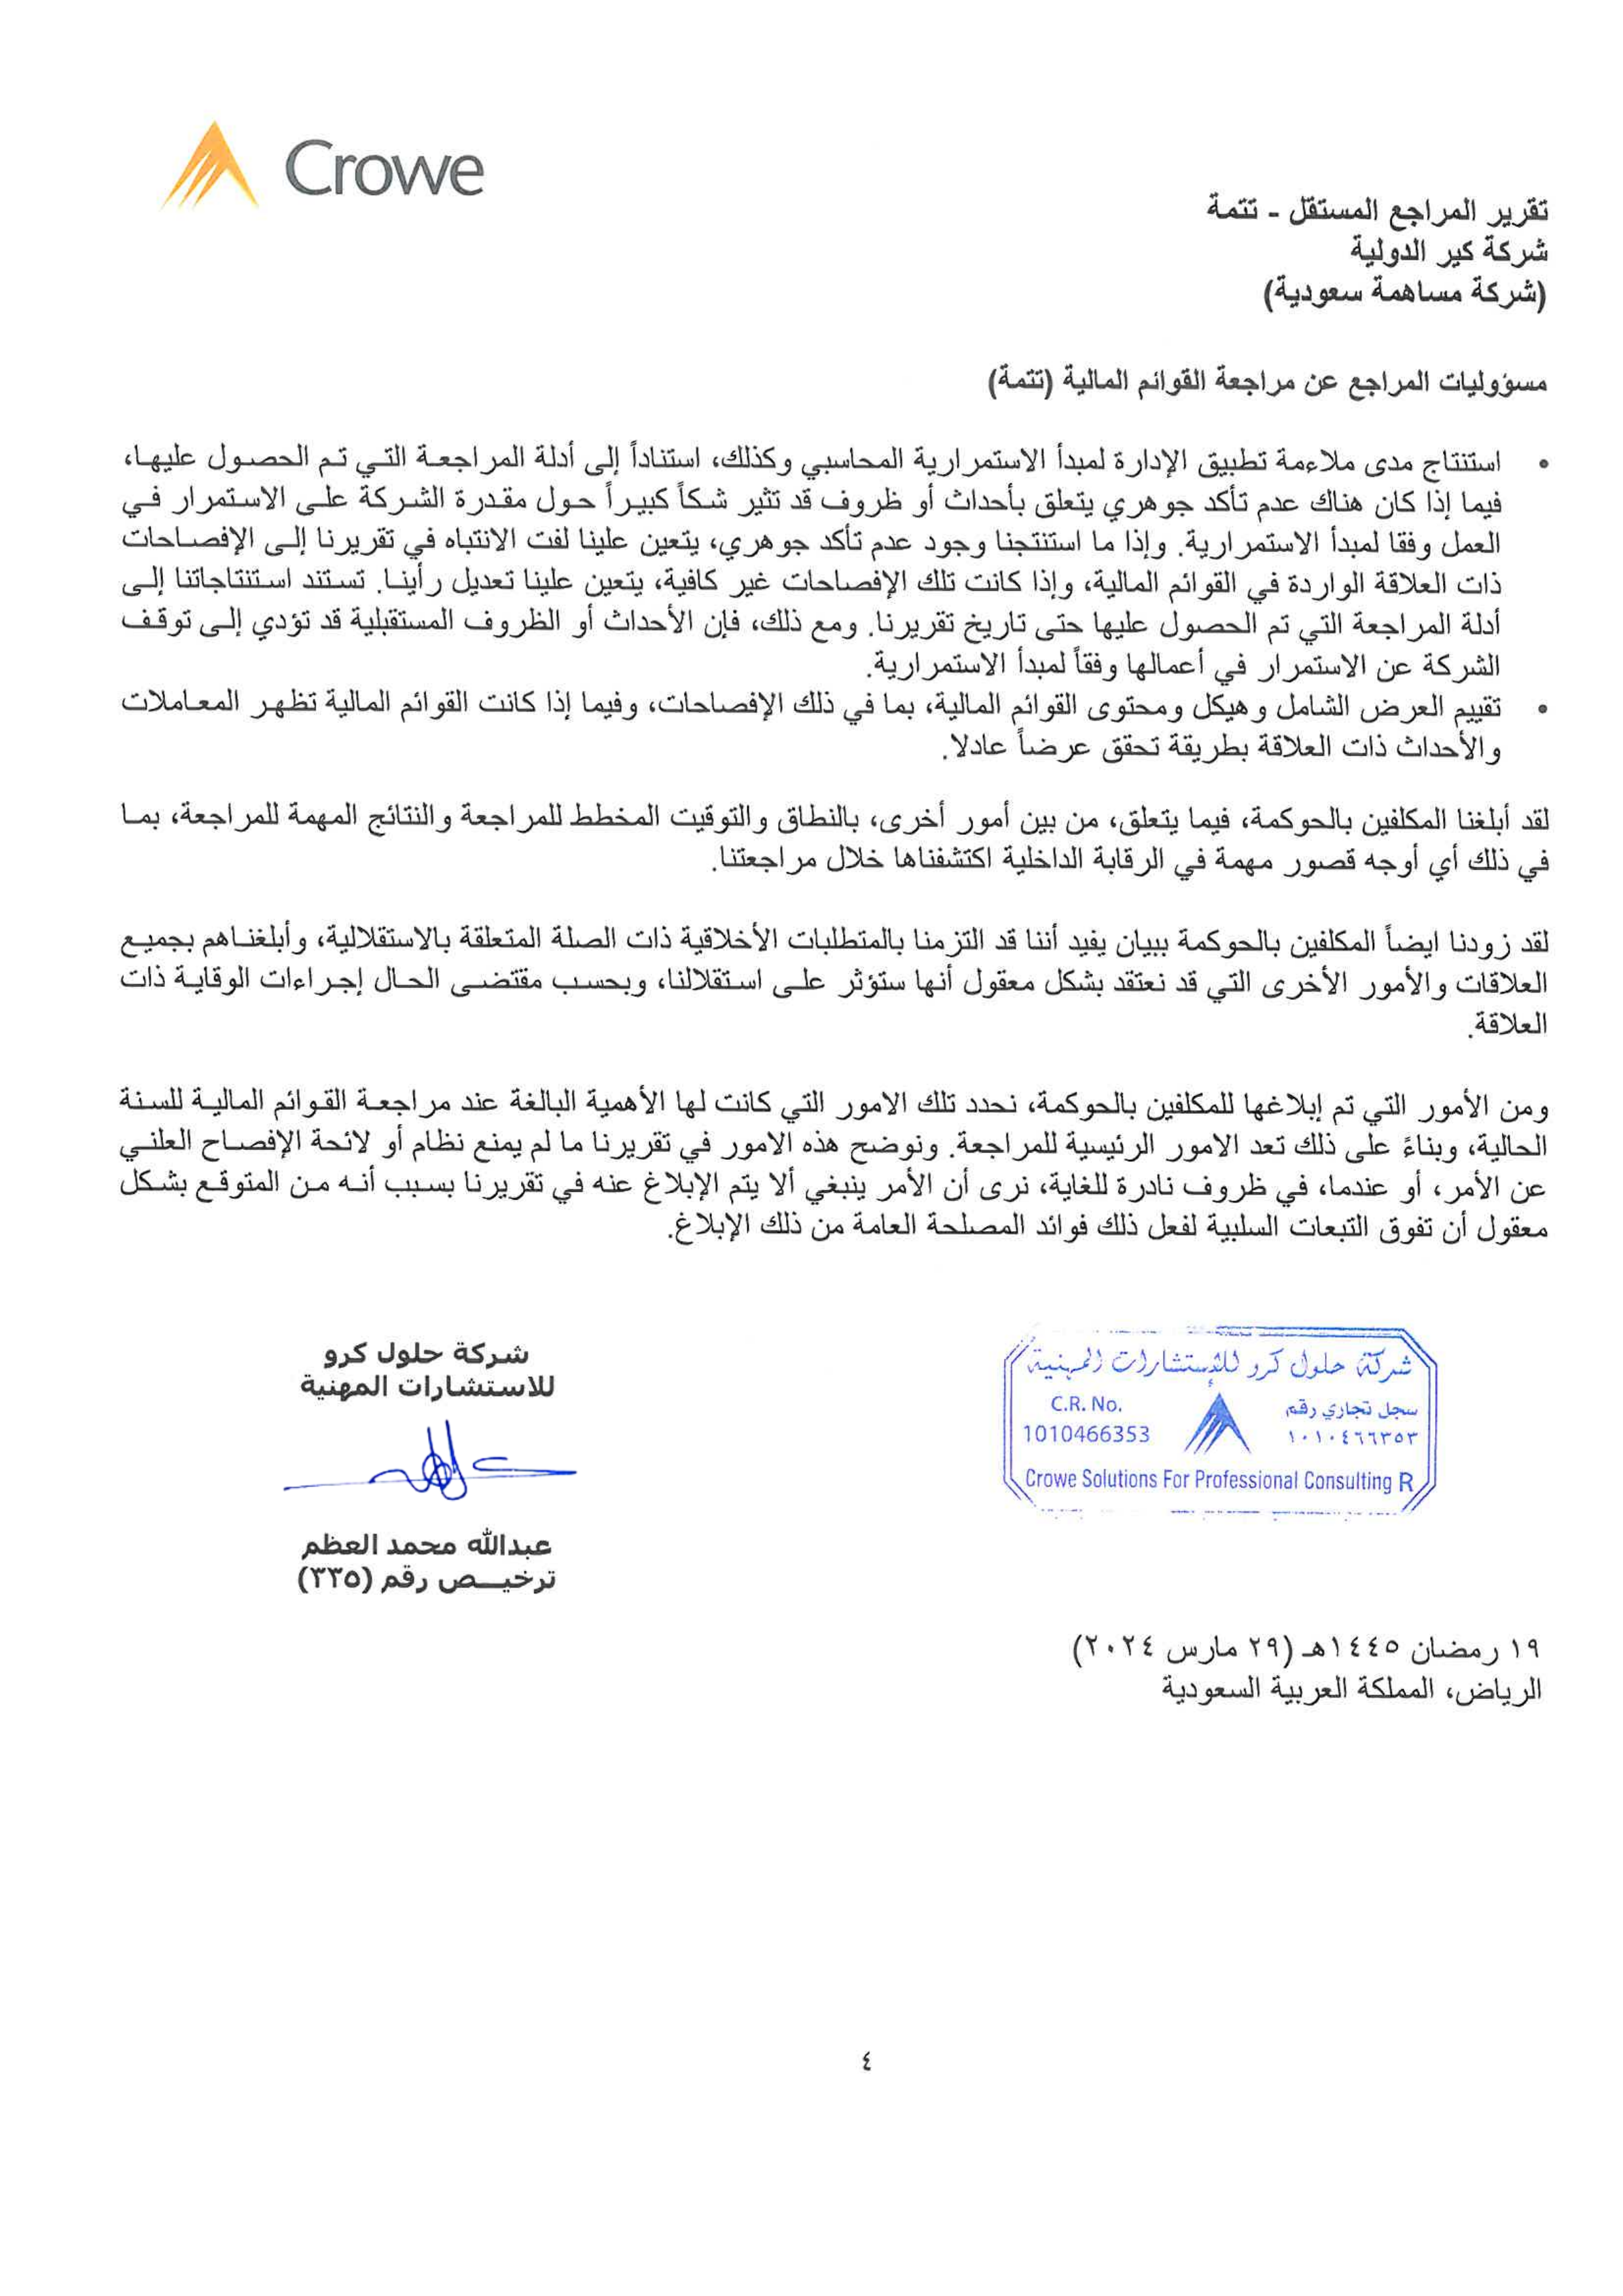 Crowe
تقرير المراجع المستقل - تتمة
شركة كير الدولية
(شركة مساهمة سعودية)
مسؤوليات المراجع عن مراجعة القوائم المالية (تتمة)
• استنتاج مدى ملاءمة تطبيق الإدارة لمبدأ الاستمرارية المحاسبي وكذلك، استناداً إلى أدلة المراجعة التي تم الحصول عليها،
فيما إذا كان هناك عدم تأكد جوهري يتعلق بأحداث أو ظروف قد تثير شكاً كبيراً حول مقدرة الشركة على الاستمرار في
العمل وفقا لمبدأ الاستمرارية. وإذا ما استنتجنا وجود عدم تأكد جوهري، يتعين علينا لفت الانتباه في تقريرنا إلى الإفصاحات
ذات العلاقة الواردة في القوائم المالية، وإذا كانت تلك الإفصاحات غير كافية، يتعين علينا تعديل رأينا. تستند استنتاجاتنا إلى
أدلة المراجعة التي تم الحصول عليها حتى تاريخ تقريرنا. ومع ذلك، فإن الأحداث أو الظروف المستقبلية قد تؤدي إلى توقف
الشركة عن الاستمرار في أعمالها وفقاً لمبدأ الاستمرارية.
• تقييم العرض الشامل وهيكل ومحتوى القوائم المالية، بما في ذلك الإفصاحات، وفيما إذا كانت القوائم المالية تظهر المعاملات
والأحداث ذات العلاقة بطريقة تحقق عرضاً عادلا.
لقد أبلغنا المكلفين بالحوكمة، فيما يتعلق، من بين أمور أخرى، بالنطاق والتوقيت المخطط للمراجعة والنتائج المهمة للمراجعة، بما
في ذلك أي أوجه قصور مهمة في الرقابة الداخلية اكتشفناها خلال مراجعتنا.
لقد زودنا ايضاً المكلفين بالحوكمة ببيان يفيد أننا قد التزمنا بالمتطلبات الأخلاقية ذات الصلة المتعلقة بالاستقلالية، وأبلغناهم بجميع
العلاقات والأمور الأخرى التي قد نعتقد بشكل معقول أنها ستؤثر على استقلالنا، وبحسب مقتضى الحال إجراءات الوقاية ذات
العلاقة.
ومن الأمور التي تم إبلاغها للمكلفين بالحوكمة، نحدد تلك الامور التي كانت لها الأهمية البالغة عند مراجعة القوائم المالية للسنة
الحالية، وبناءً على ذلك تعد الامور الرئيسية للمراجعة. ونوضح هذه الامور في تقريرنا ما لم يمنع نظام أو لائحة الإفصاح العلني
عن الأمر، أو عندما، في ظروف نادرة للغاية، نرى أن الأمر ينبغي ألا يتم الإبلاغ عنه في تقريرنا بسبب أنه من المتوقع بشكل
معقول أن تفوق التبعات السلبية لفعل ذلك فوائد المصلحة العامة من ذلك الإبلاغ.
شركة حلول كرو للإستشارات المهنية
سجل تجاري رقم
١٠١٠٤٦٦٣٥٣
C.R. No.
1010466353
Crowe Solutions For Professional Consulting R
شركة حلول كرو
للاستشارات المهنية
عبدالله محمد العظم
ترخيـــص رقم (٣٣٥)
١٩ رمضان ١٤٤٥هـ (٢٩ مارس ٢٠٢٤)
الرياض، المملكة العربية السعودية
٤